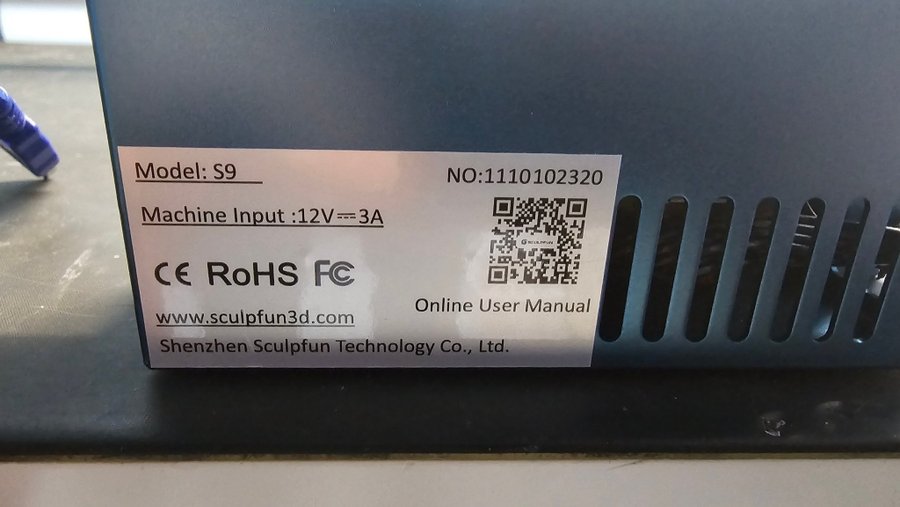 Model: S9
NO:1110102320
Machine Input :12V⎓3A
SCULPFUN
CE RoHS FC
Online User Manual
www.sculpfun3d.com
Shenzhen Sculpfun Technology Co., Ltd.